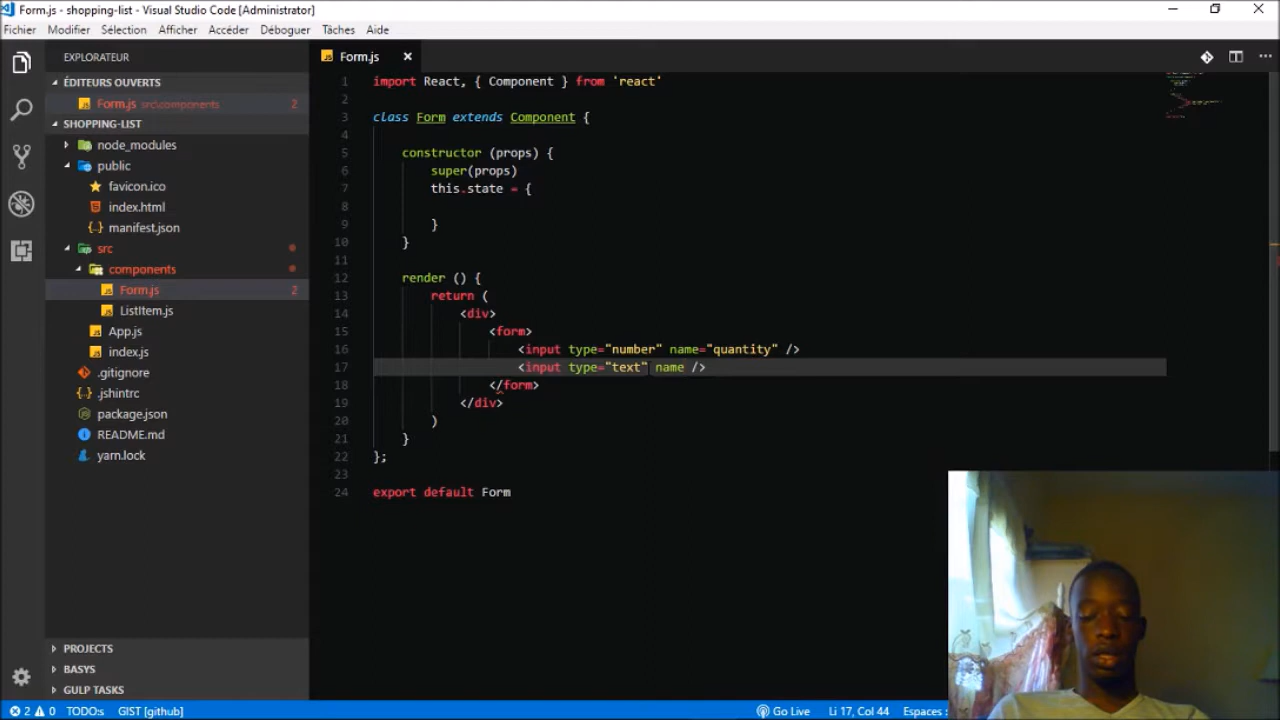 Form.js - shopping-list - Visual Studio Code [Administrator]
Fichier Modifier Sélection Afficher Accéder Déboguer Tâches Aide
EXPLORATEUR
ÉDITEURS OUVERTS
Form.js src\components 2
SHOPPING-LIST
node_modules
public
favicon.ico
index.html
manifest.json
src
components
Form.js 2
ListItem.js
App.js
index.js
.gitignore
.jshintrc
package.json
README.md
yarn.lock
PROJECTS
BASYS
GULP TASKS
Form.js
1 import React, { Component } from 'react'
2
3 class Form extends Component {
4
5 constructor (props) {
6 super(props)
7 this.state = {
8
9 }
10 }
11
12 render () {
13 return (
14 <div>
15 <form>
16 <input type="number" name="quantity" />
17 <input type="text" name />
18 </form>
19 </div>
20 )
21 }
22 };
23
24 export default Form
2 0 TODO:s GIST [github] Go Live Li 17, Col 44 Espaces :